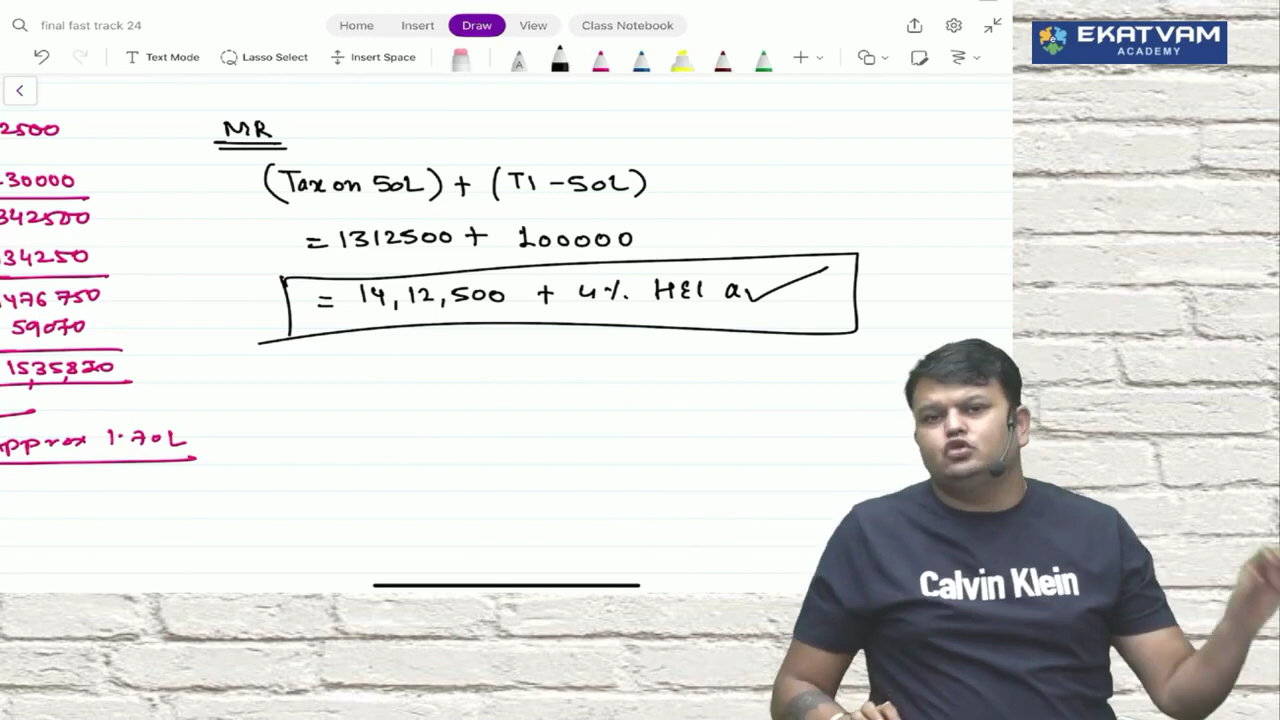 final fast track 24
Home Insert Draw View Class Notebook
Text Mode Lasso Select Insert Space
EKATVAM
ACADEMY
2500
30000
342500
34250
1476750
59070
1535820
approx 1.70L
MR
(Tax on 50L) + (TI - 50L)
= 1312500 + 100000
= 14,12,500 + 4%
Calvin Klein